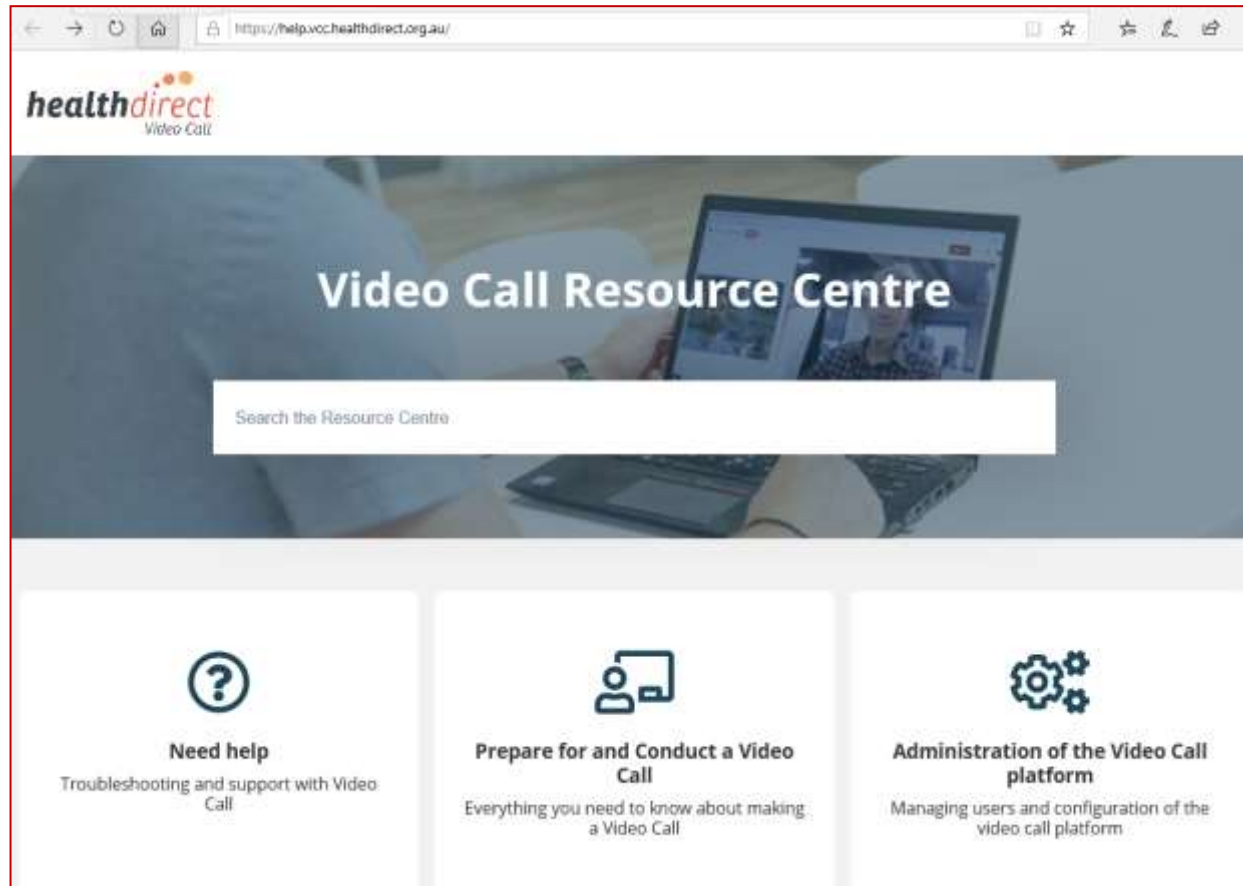 https://help.vcc.healthdirect.org.au/
healthdirect
Video Call
Video Call Resource Centre
Search the Resource Centre
Need help
Troubleshooting and support with Video
Call
Prepare for and Conduct a Video
Call
Everything you need to know about making
a Video Call
Administration of the Video Call
platform
Managing users and configuration of the
video call platform